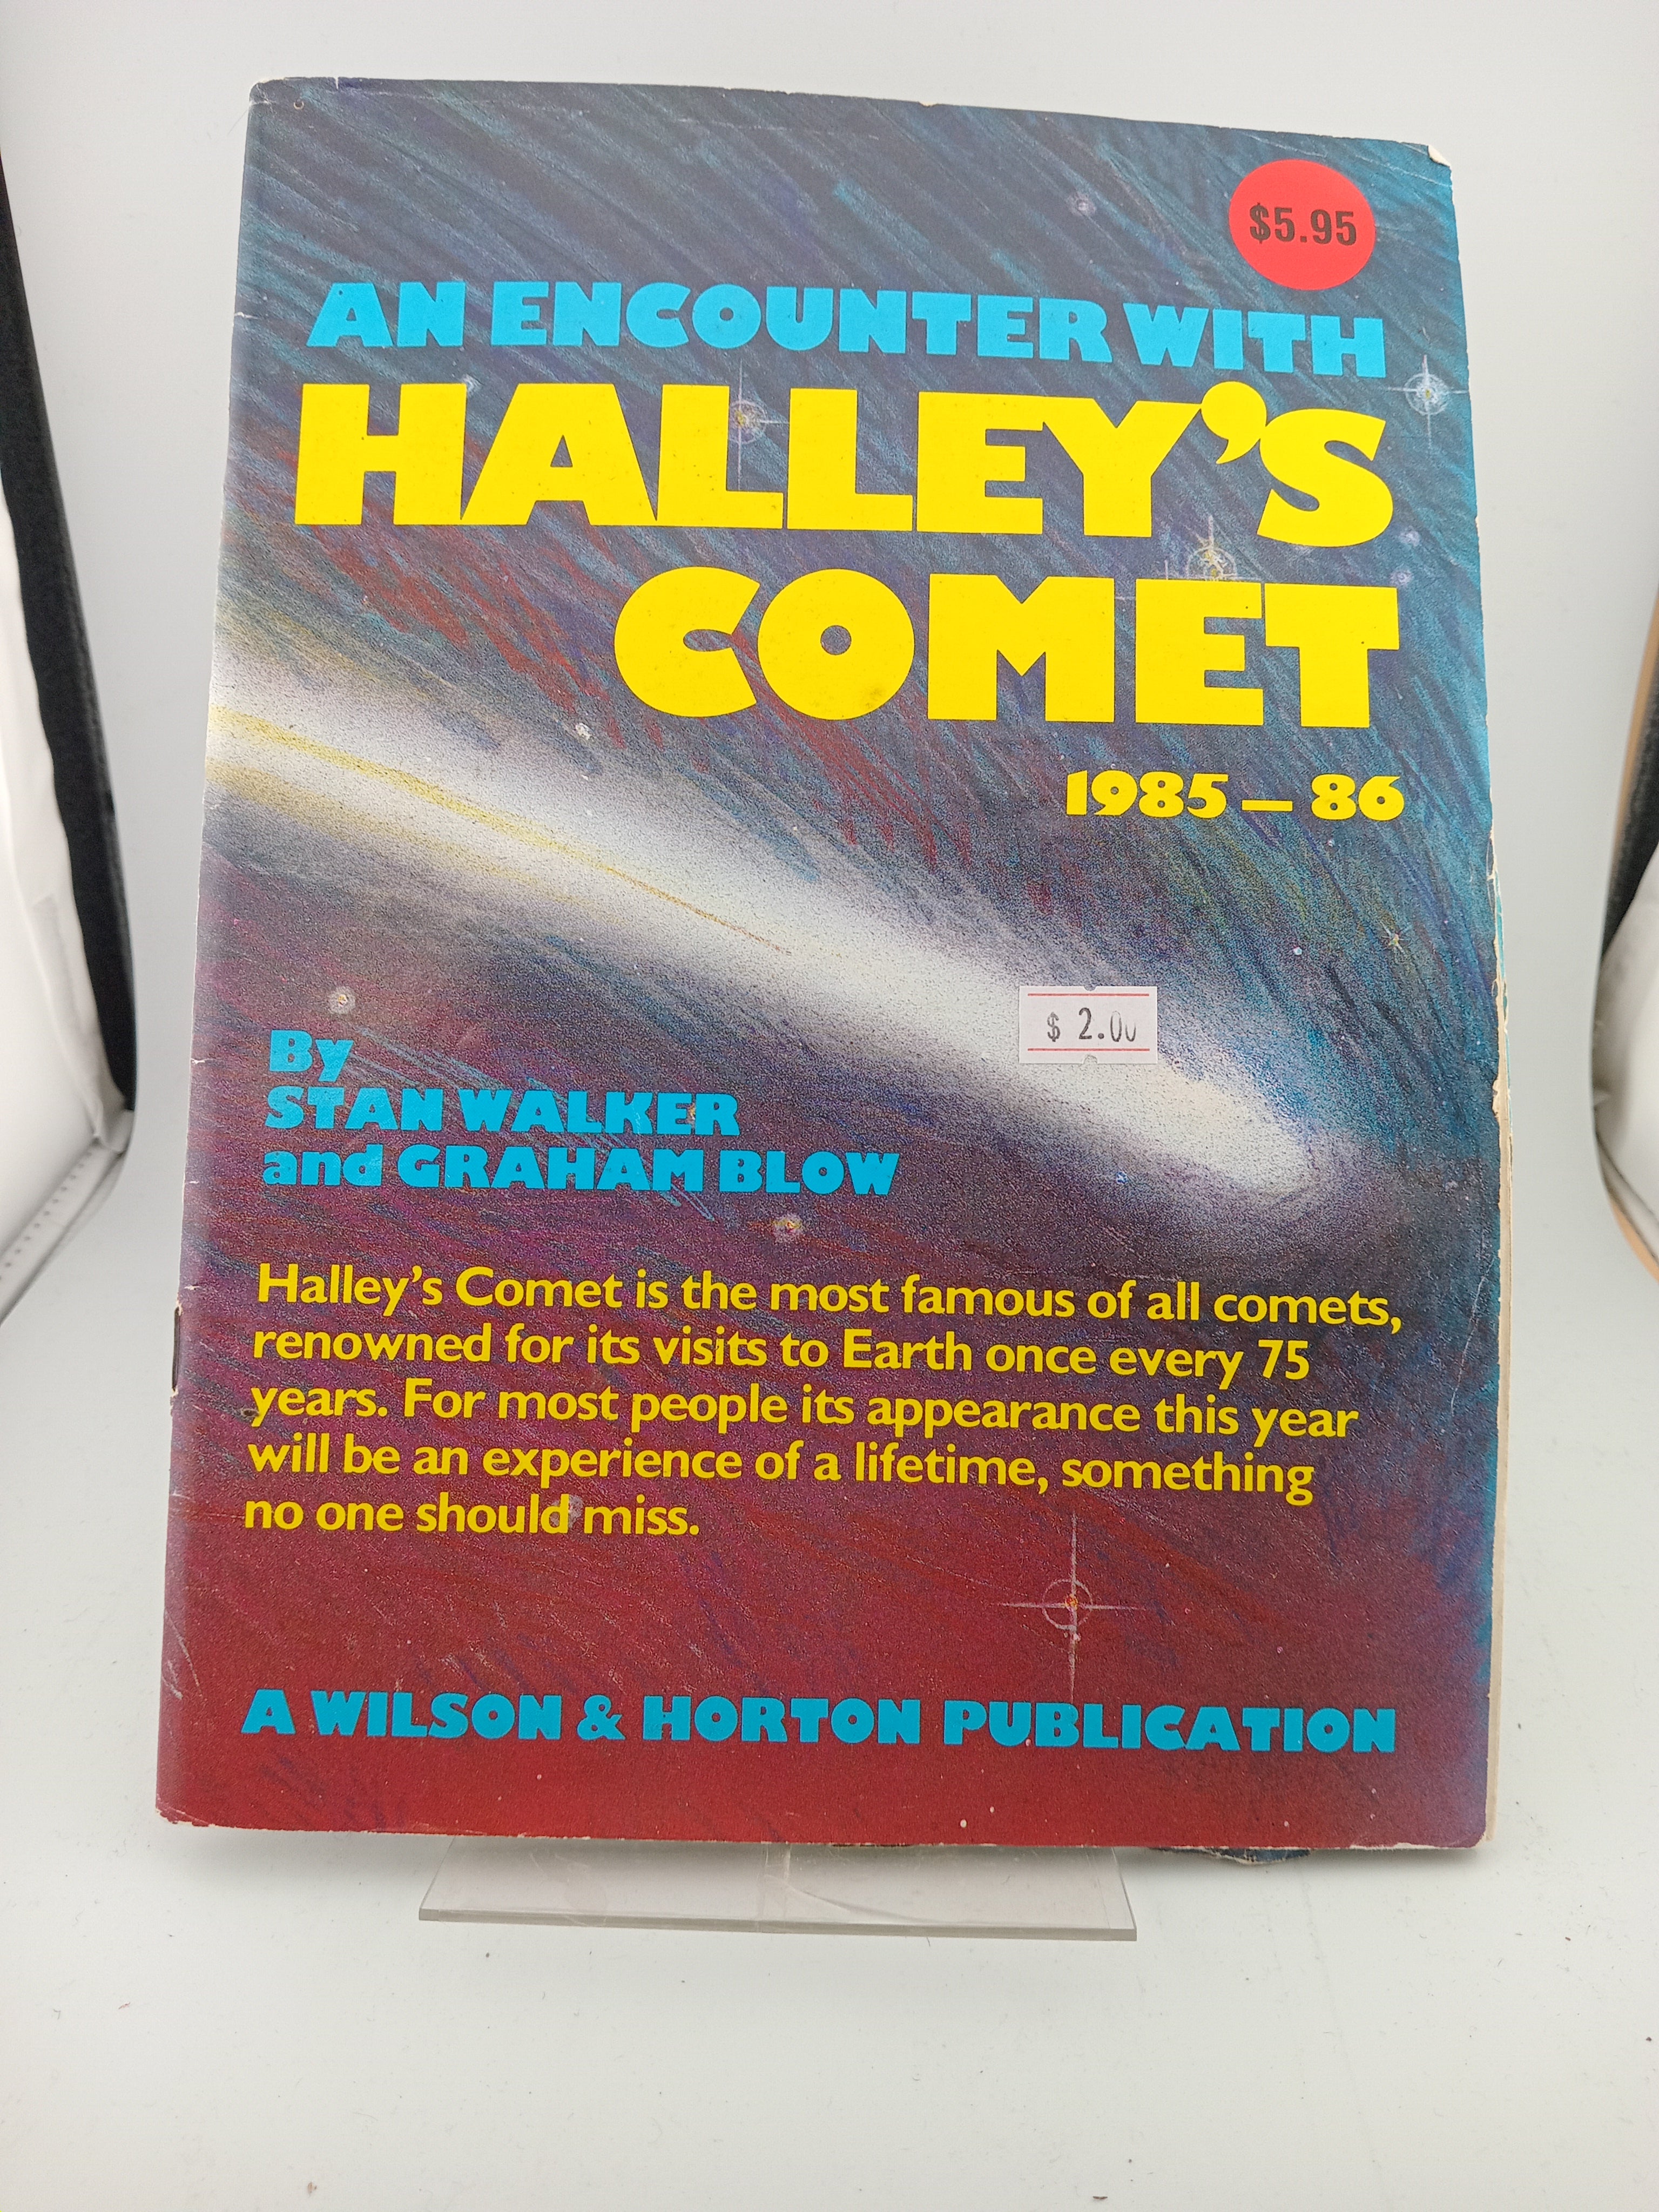 $5.95
AN ENCOUNTER WITH
HALLEY'S
COMET
1985 – 86
$ 2.00
By
STAN WALKER
and GRAHAM BLOW
Halley's Comet is the most famous of all comets,
renowned for its visits to Earth once every 75
years. For most people its appearance this year
will be an experience of a lifetime, something
no one should miss.
A WILSON & HORTON PUBLICATION